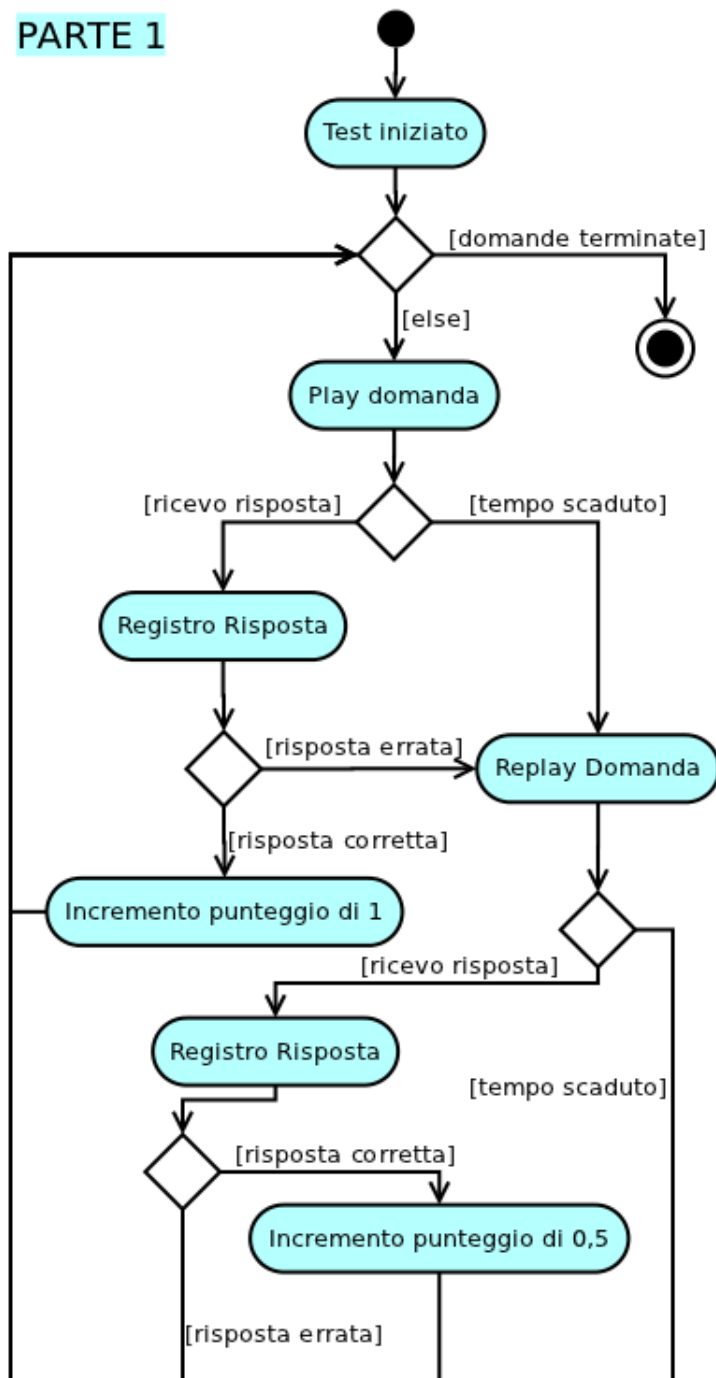 PARTE 1
Test iniziato
[domande terminate]
[else]
Play domanda
[ricevo risposta]
[tempo scaduto]
Registro Risposta
[risposta errata]
Replay Domanda
[risposta corretta]
Incremento punteggio di 1
[ricevo risposta]
Registro Risposta
[tempo scaduto]
[risposta corretta]
Incremento punteggio di 0,5
[risposta errata]